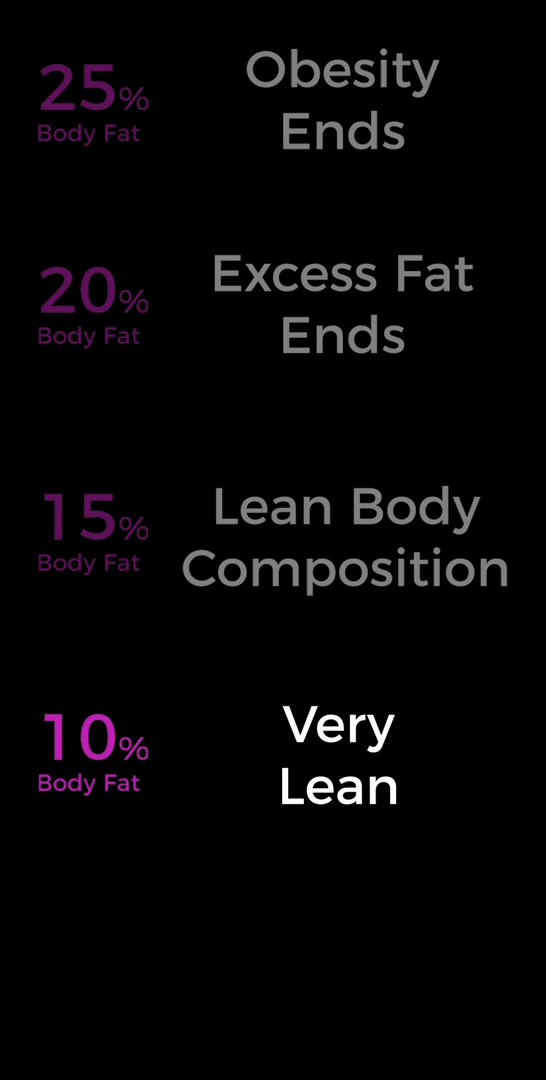 25%
Body Fat
Obesity
Ends
20%
Body Fat
Excess Fat
Ends
15%
Body Fat
Lean Body
Composition
10%
Body Fat
Very
Lean